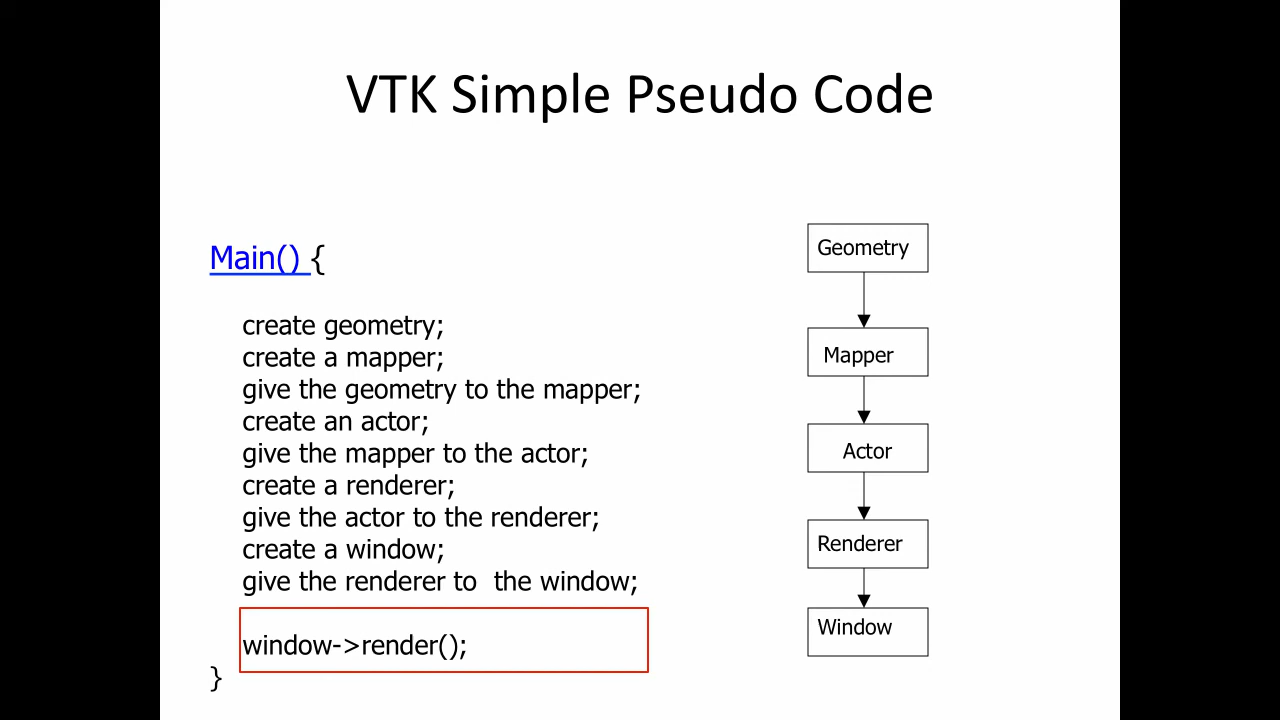 VTK Simple Pseudo Code
Main() {
create geometry;
create a mapper;
give the geometry to the mapper;
create an actor;
give the mapper to the actor;
create a renderer;
give the actor to the renderer;
create a window;
give the renderer to  the window;
window->render();
}
Geometry
Mapper
Actor
Renderer
Window